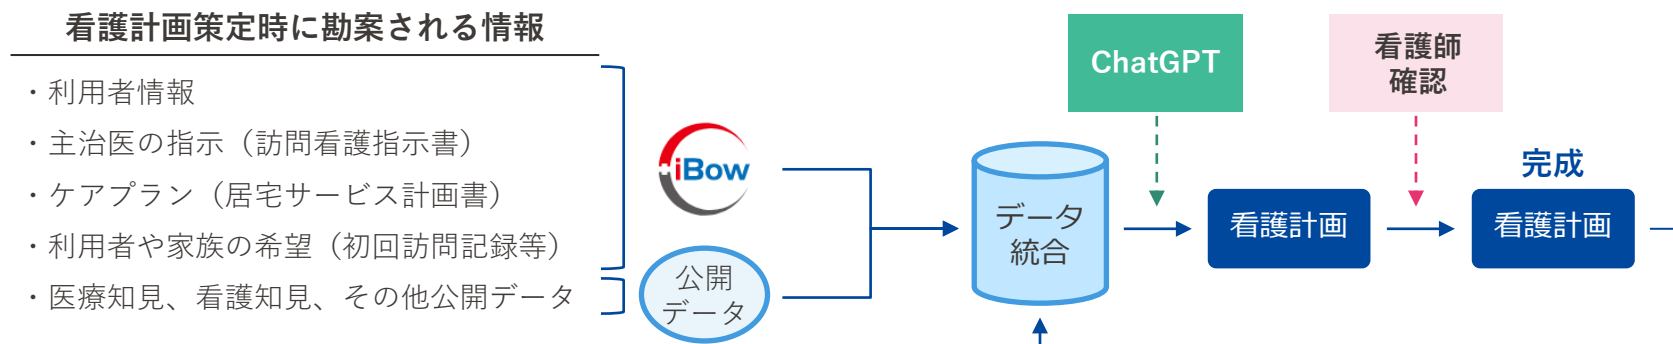 看護計画策定時に勘案される情報
・利用者情報
・主治医の指示（訪問看護指示書）
・ケアプラン（居宅サービス計画書）
・利用者や家族の希望（初回訪問記録等）
・医療知見、看護知見、その他公開データ
iBow
公開
データ
データ
統合
ChatGPT
看護計画
看護師
確認
完成
看護計画